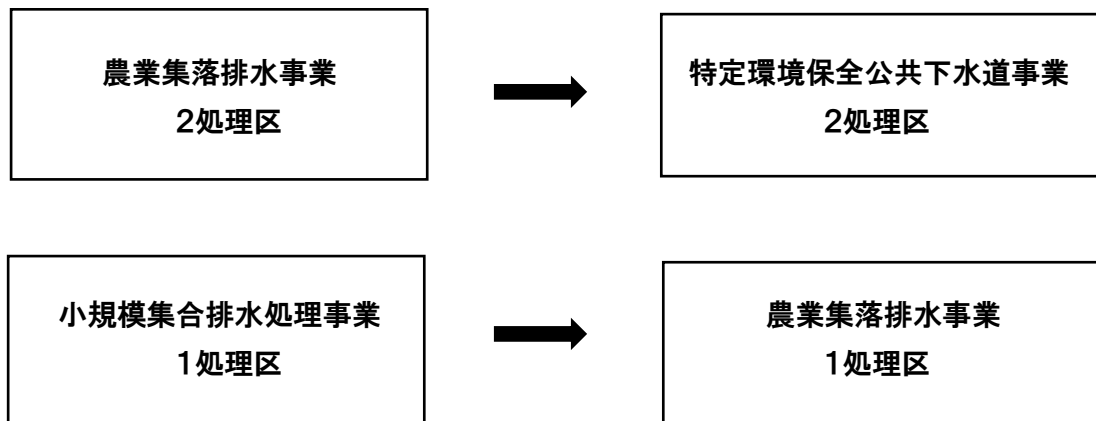 農業集落排水事業
2処理区
特定環境保全公共下水道事業
2処理区
小規模集合排水処理事業
1処理区
農業集落排水事業
1処理区